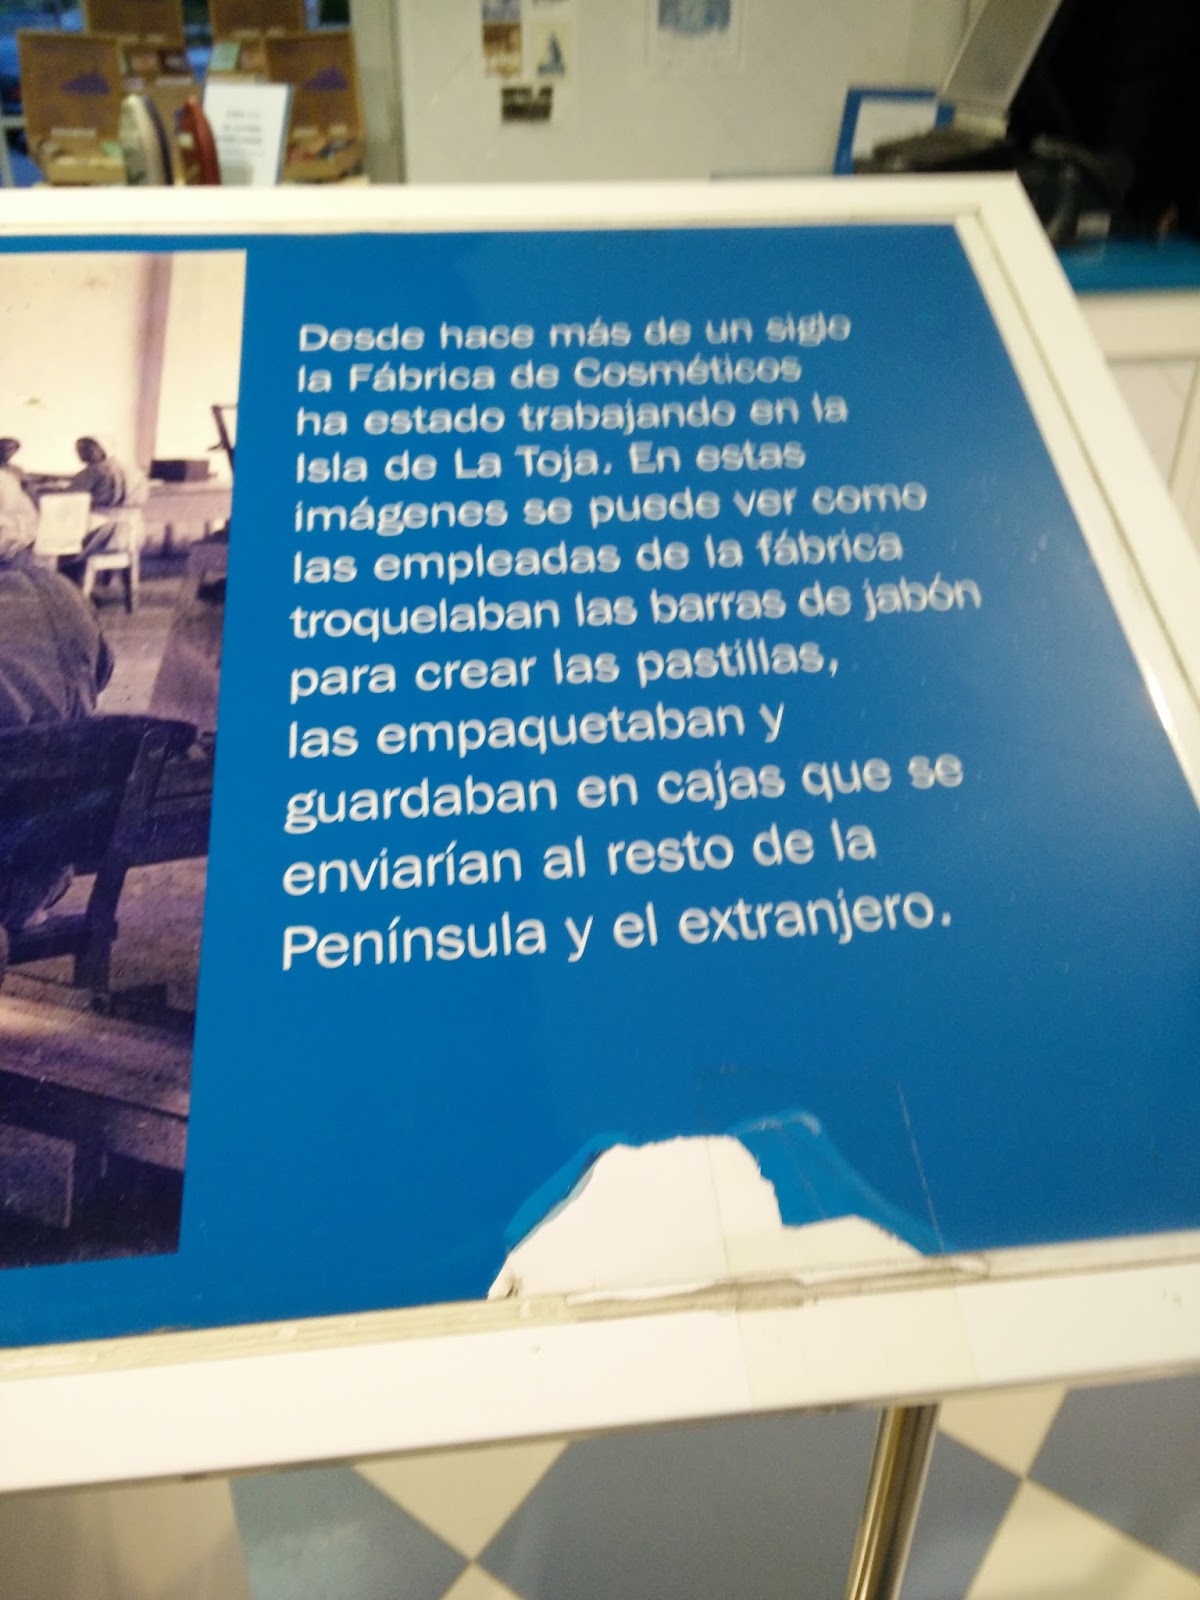 Desde hace más de un siglo
la Fábrica de Cosméticos
ha estado trabajando en la
Isla de La Toja. En estas
imágenes se puede ver como
las empleadas de la fábrica
troquelaban las barras de jabón
para crear las pastillas,
las empaquetaban y
guardaban en cajas que se
enviarían al resto de la
Península y el extranjero.